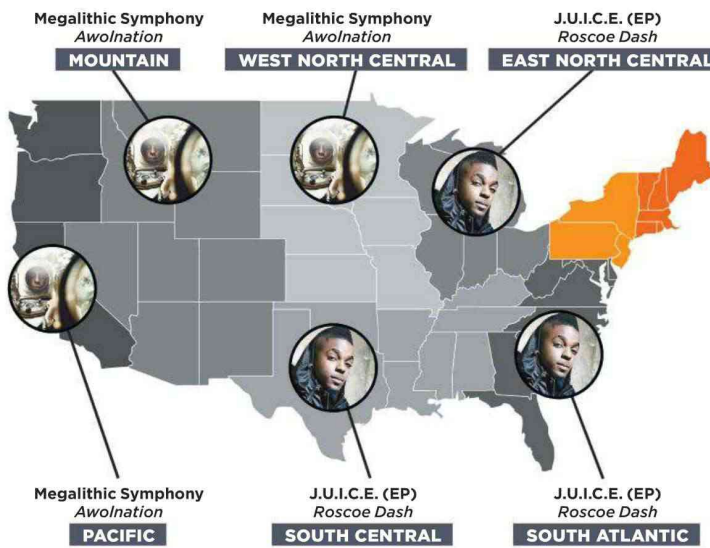 Megalithic Symphony
Awolnation
MOUNTAIN
Megalithic Symphony
Awolnation
WEST NORTH CENTRAL
J.U.I.C.E. (EP)
Roscoe Dash
EAST NORTH CENTRAL
Megalithic Symphony
Awolnation
PACIFIC
J.U.I.C.E. (EP)
Roscoe Dash
SOUTH CENTRAL
J.U.I.C.E. (EP)
Roscoe Dash
SOUTH ATLANTIC